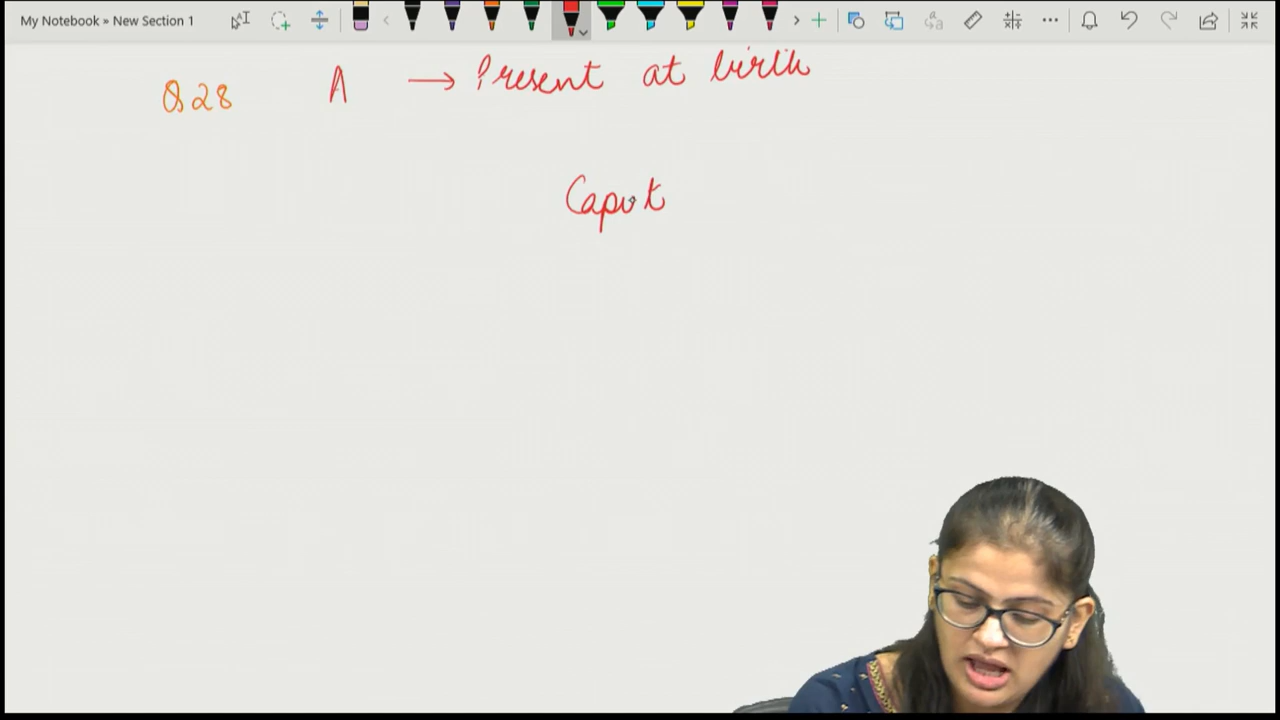 My Notebook » New Section 1
Q28 A → Present at birth
Caput